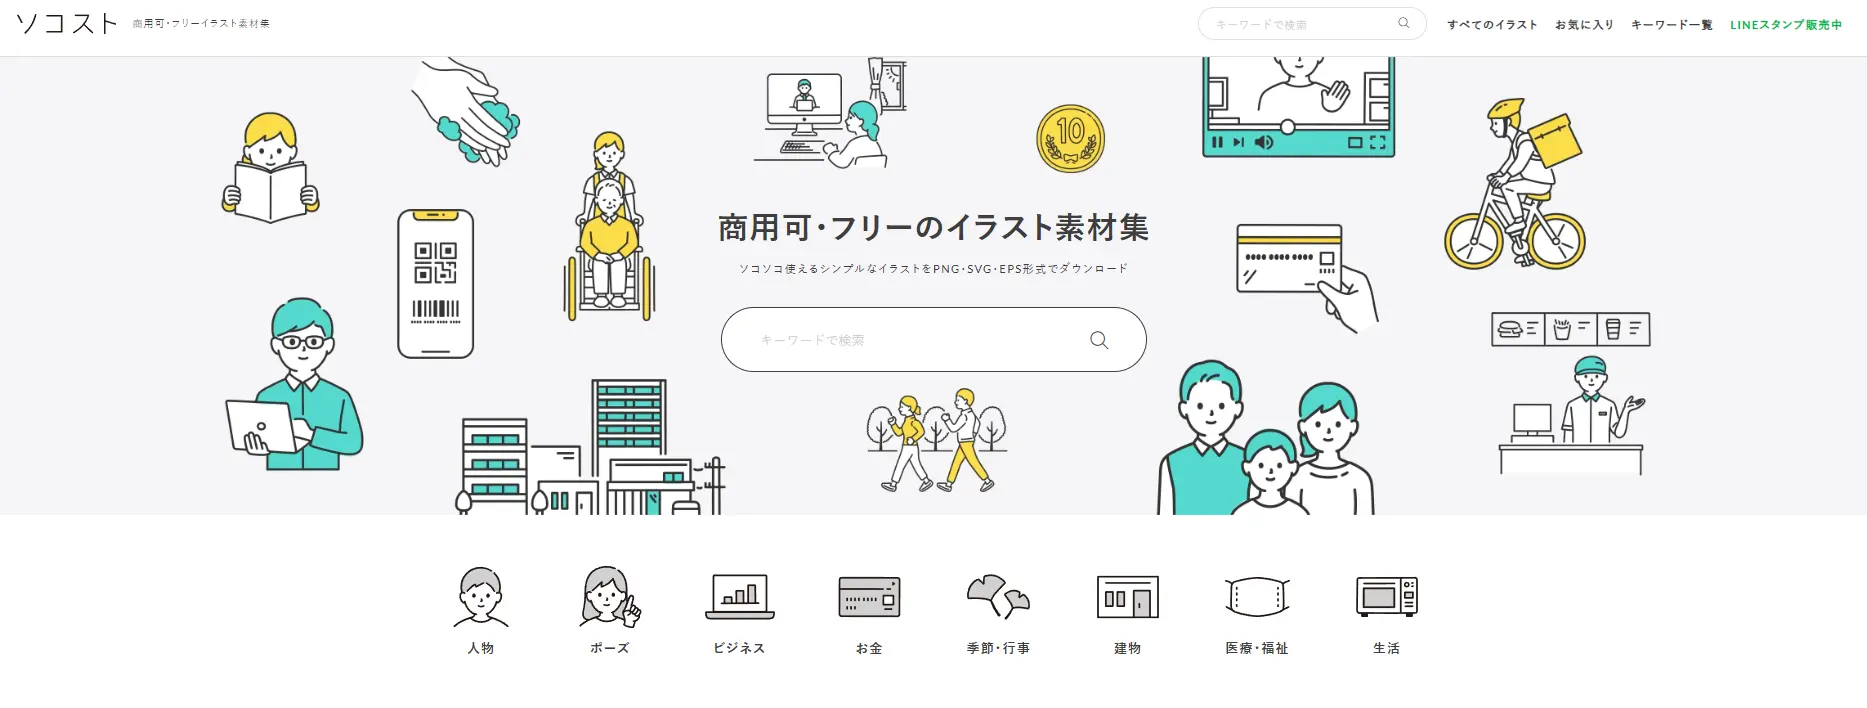 ソコスト
商用可・フリーイラスト素材集
キーワードで検索
すべてのイラスト
お気に入り
キーワード一覧
LINEスタンプ販売中
10
商用可・フリーのイラスト素材集
ソコソコ使えるシンプルなイラストをPNG・SVG・EPS形式でダウンロード
キーワードで検索
人物
ポーズ
ビジネス
お金
季節・行事
建物
医療・福祉
生活